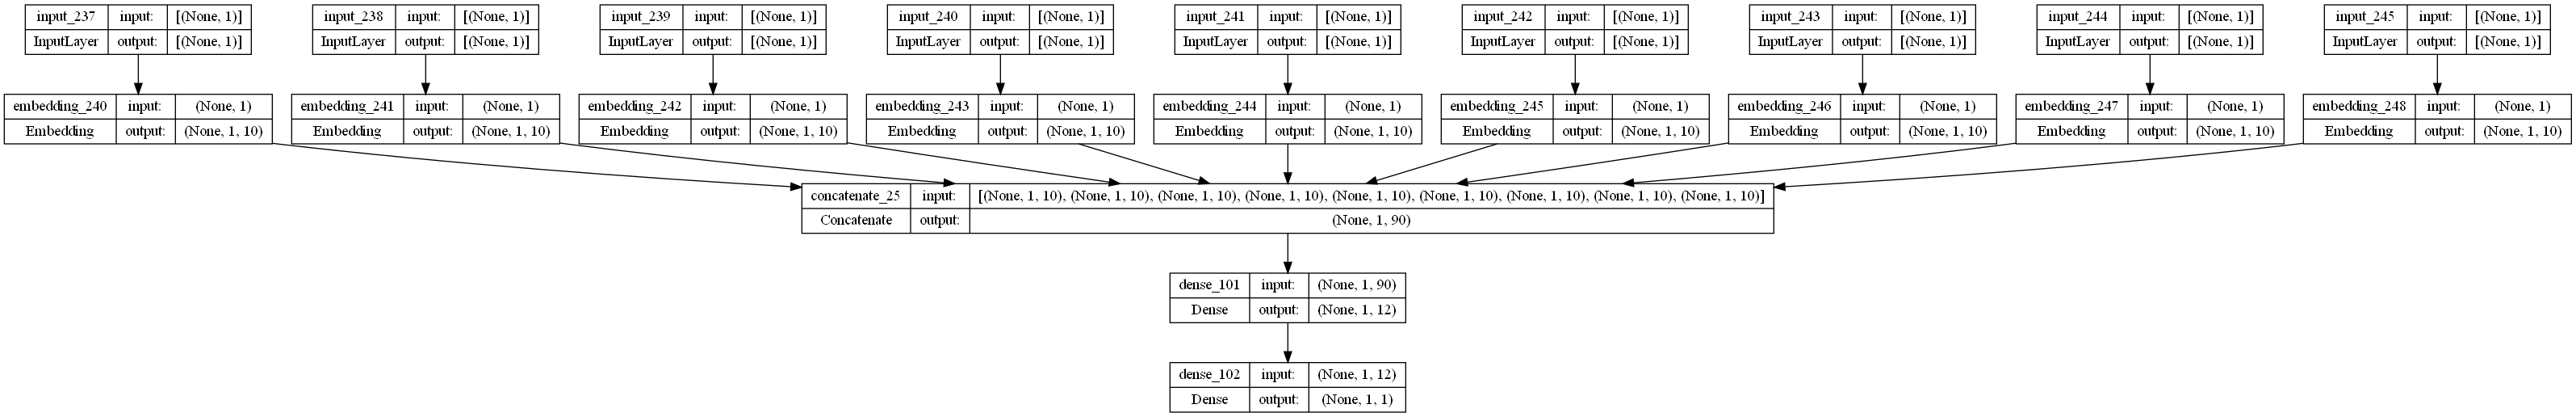 input_237 input: [(None, 1)] input_238 input: [(None, 1)] input_239 input: [(None, 1)] input_240 input: [(None, 1)] input_241 input: [(None, 1)] input_242 input: [(None, 1)] input_243 input: [(None, 1)] input_244 input: [(None, 1)] input_245 input: [(None, 1)]
InputLayer output: [(None, 1)] InputLayer output: [(None, 1)] InputLayer output: [(None, 1)] InputLayer output: [(None, 1)] InputLayer output: [(None, 1)] InputLayer output: [(None, 1)] InputLayer output: [(None, 1)] InputLayer output: [(None, 1)] InputLayer output: [(None, 1)]
embedding_240 input: (None, 1) embedding_241 input: (None, 1) embedding_242 input: (None, 1) embedding_243 input: (None, 1) embedding_244 input: (None, 1) embedding_245 input: (None, 1) embedding_246 input: (None, 1) embedding_247 input: (None, 1) embedding_248 input: (None, 1)
Embedding output: (None, 1, 10) Embedding output: (None, 1, 10) Embedding output: (None, 1, 10) Embedding output: (None, 1, 10) Embedding output: (None, 1, 10) Embedding output: (None, 1, 10) Embedding output: (None, 1, 10) Embedding output: (None, 1, 10) Embedding output: (None, 1, 10)
concatenate_25 input: [(None, 1, 10), (None, 1, 10), (None, 1, 10), (None, 1, 10), (None, 1, 10), (None, 1, 10), (None, 1, 10), (None, 1, 10), (None, 1, 10)]
Concatenate output: (None, 1, 90)
dense_101 input: (None, 1, 90)
Dense output: (None, 1, 12)
dense_102 input: (None, 1, 12)
Dense output: (None, 1, 1)